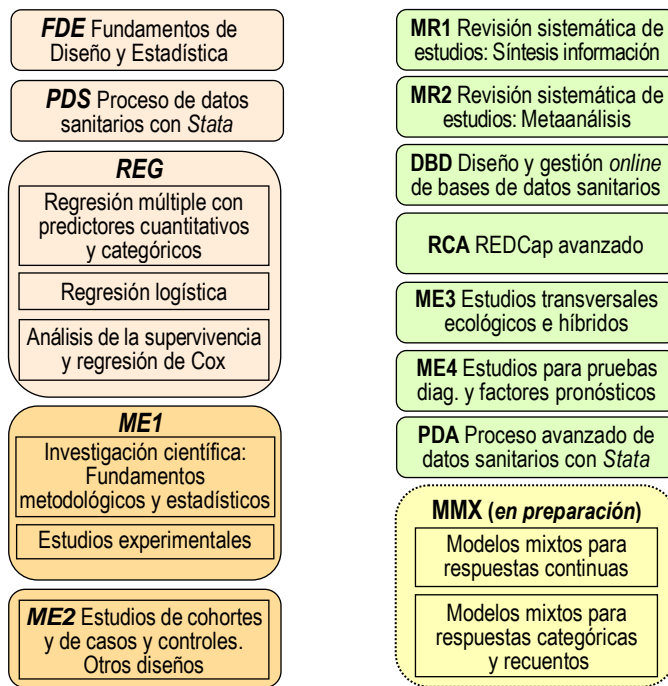 FDE Fundamentos de
Diseño y Estadística
PDS Proceso de datos
sanitarios con Stata
REG
Regresión múltiple con
predictores cuantitativos
y categóricos
Regresión logística
Análisis de la supervivencia
y regresión de Cox
ME1
Investigación científica:
Fundamentos
metodológicos y estadísticos
Estudios experimentales
ME2 Estudios de cohortes
y de casos y controles.
Otros diseños
MR1 Revisión sistemática de
estudios: Síntesis información
MR2 Revisión sistemática de
estudios: Metaanálisis
DBD Diseño y gestión online
de bases de datos sanitarios
RCA REDCap avanzado
ME3 Estudios transversales
ecológicos e híbridos
ME4 Estudios para pruebas
diag. y factores pronósticos
PDA Proceso avanzado de
datos sanitarios con Stata
MMX (en preparación)
Modelos mixtos para
respuestas continuas
Modelos mixtos para
respuestas categóricas
y recuentos